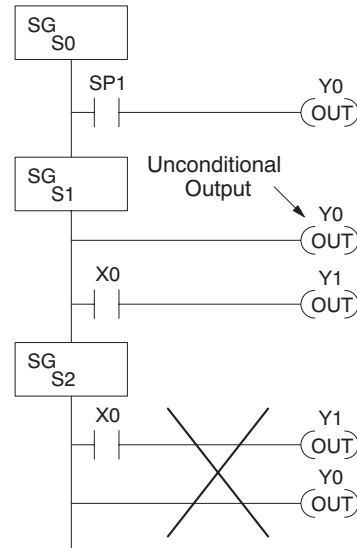 SG
S0
SP1
Y0
OUT
SG
S1
Unconditional
Output
Y0
OUT
X0
Y1
OUT
SG
S2
X0
Y1
OUT
Y0
OUT